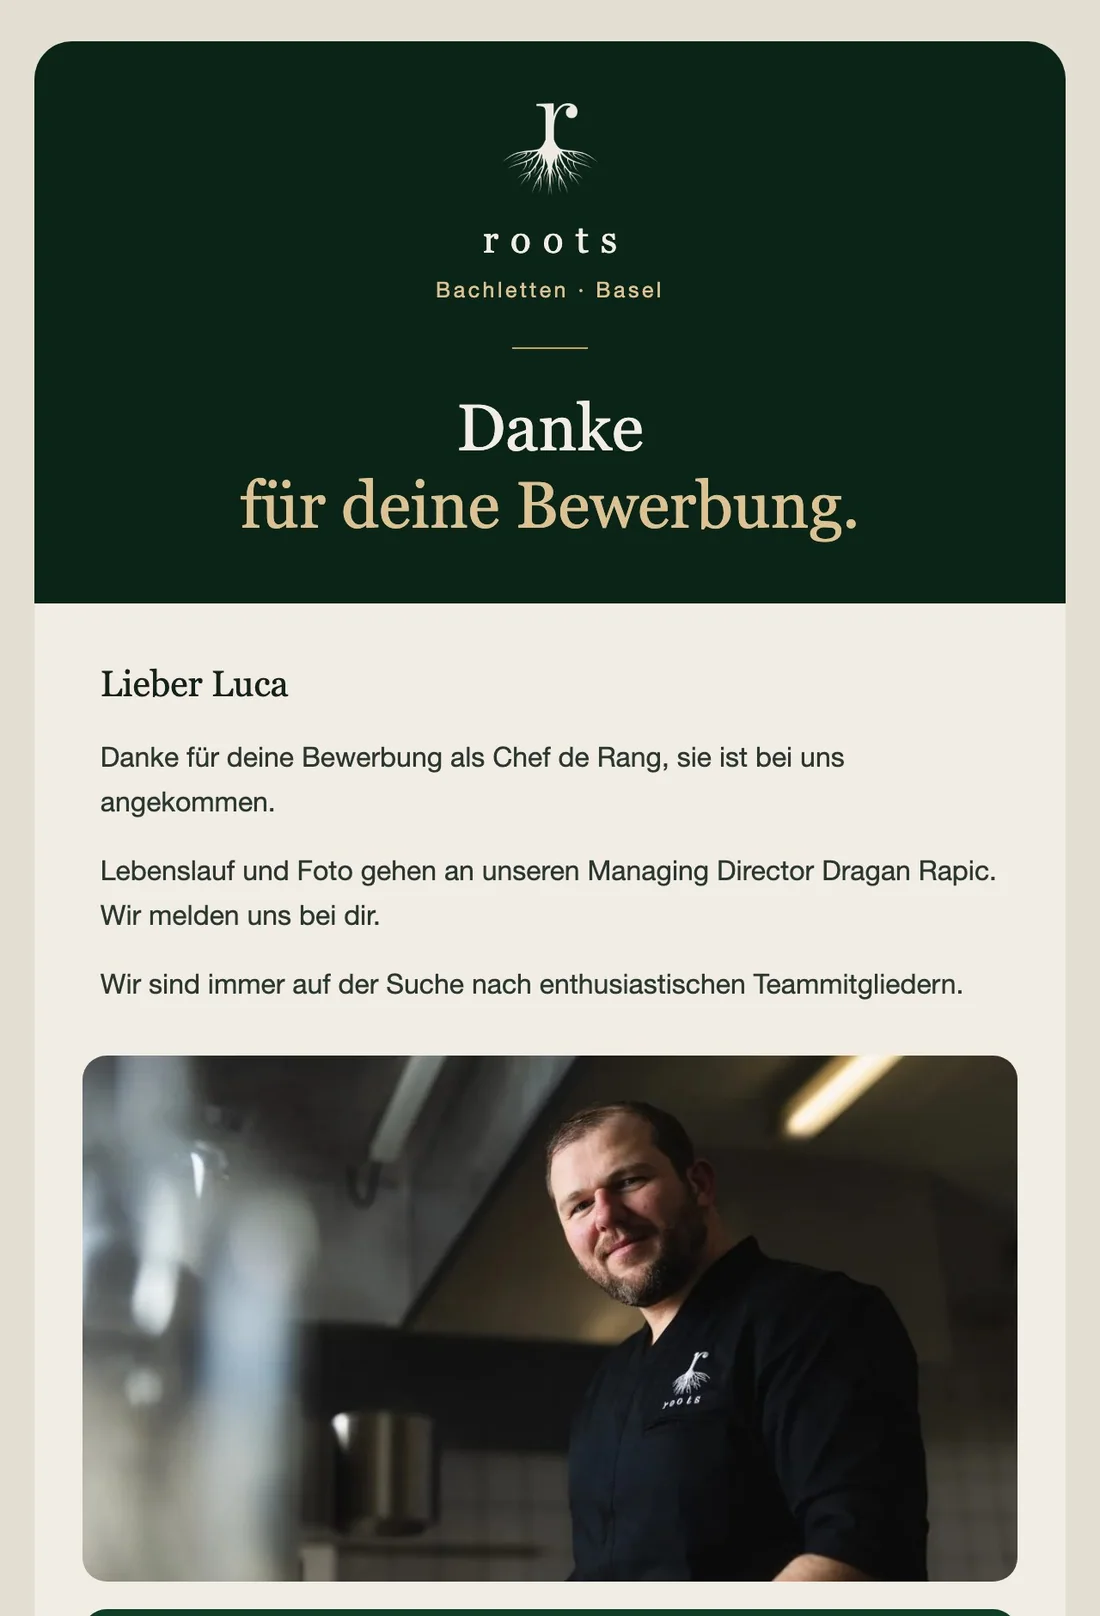 r
roots
Bachletten · Basel
Danke
für deine Bewerbung.
Lieber Luca
Danke für deine Bewerbung als Chef de Rang, sie ist bei uns
angekommen.
Lebenslauf und Foto gehen an unseren Managing Director Dragan Rapic.
Wir melden uns bei dir.
Wir sind immer auf der Suche nach enthusiastischen Teammitgliedern.
r
roots